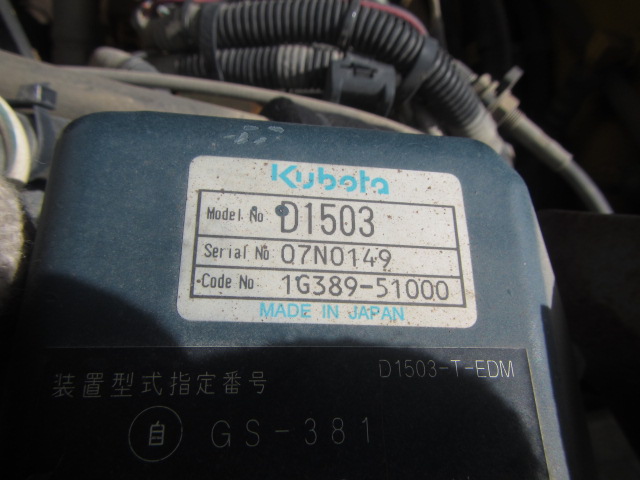 Kubota
Model No D1503
Serial No 07N0149
Code No 1G389-51000
MADE IN JAPAN
D1503-T-EDM
装置型式指定番号
自 GS-381